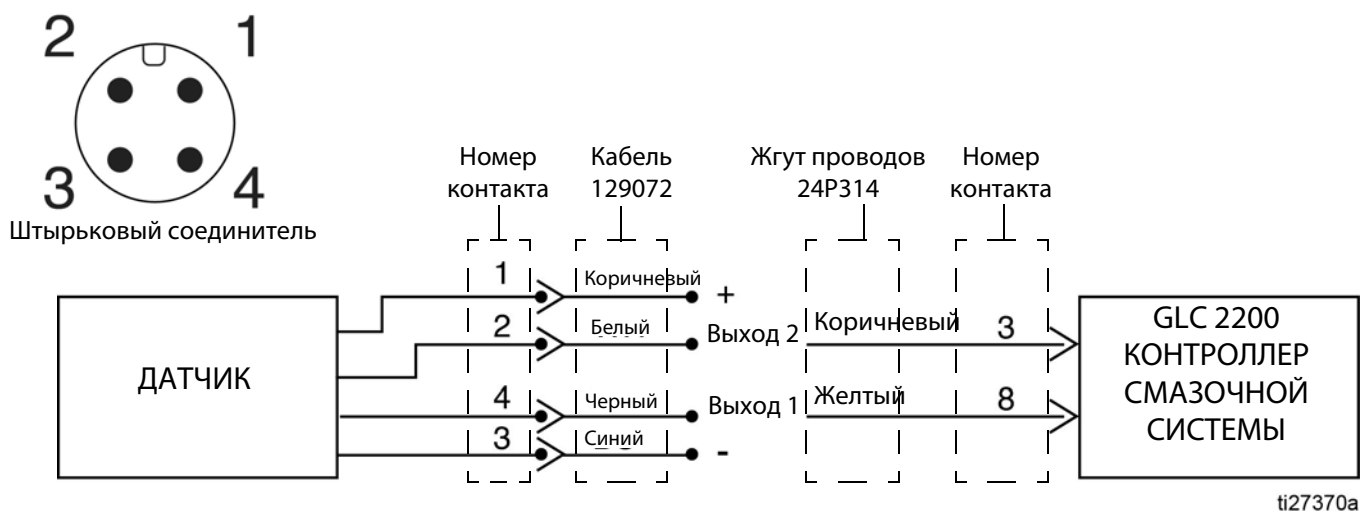 2 1
3 4
Штырьковый соединитель
Номер
контакта
Кабель
129072
Жгут проводов
24P314
Номер
контакта
ДАТЧИК
1 Коричневый +
2 Белый Выход 2 Коричневый 3
4 Черный Выход 1 Желтый 8
3 Синий -
GLC 2200
КОНТРОЛЛЕР
СМАЗОЧНОЙ
СИСТЕМЫ
ti27370a